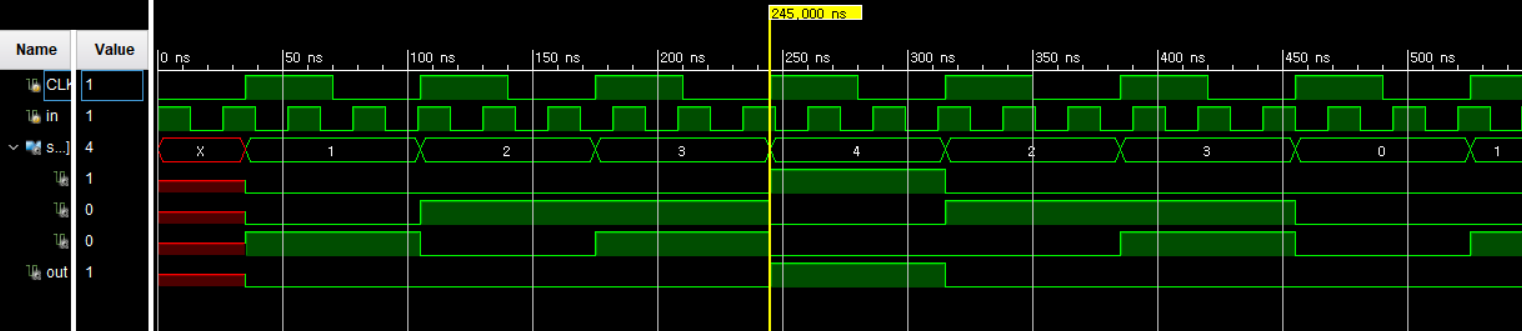 245,000 ns
Name Value
0 ns 50 ns 100 ns 150 ns 200 ns 250 ns 300 ns 350 ns 400 ns 450 ns 500 ns
CLK 1
in 1
s...] 4 X 1 2 3 4 2 3 0 1
1
0
0
out 1